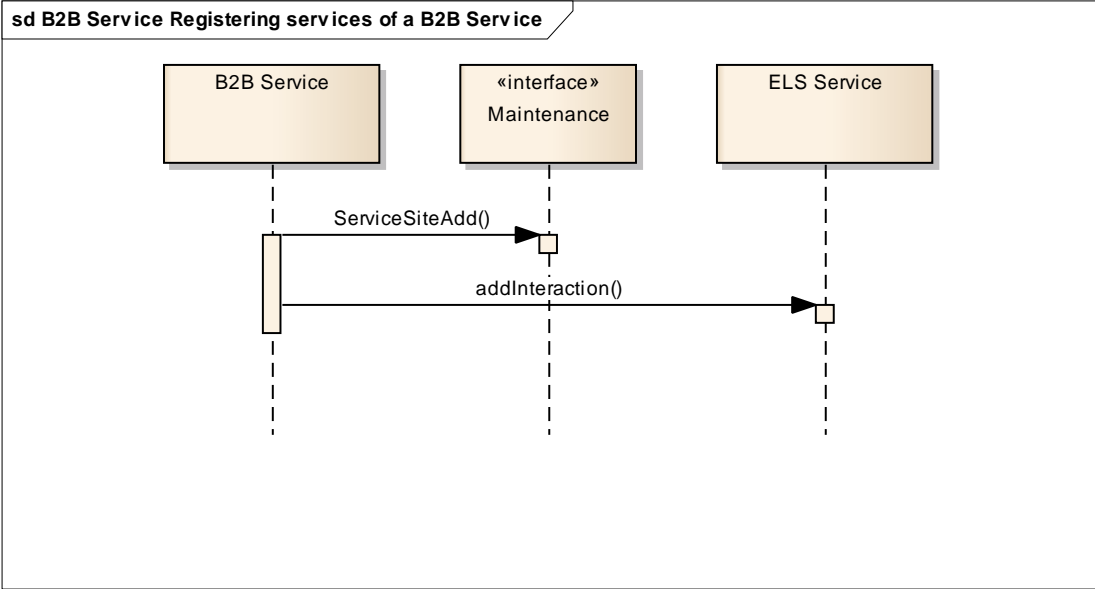 sd B2B Service Registering services of a B2B Service
B2B Service
«interface»
Maintenance
ELS Service
ServiceSiteAdd()
addInteraction()